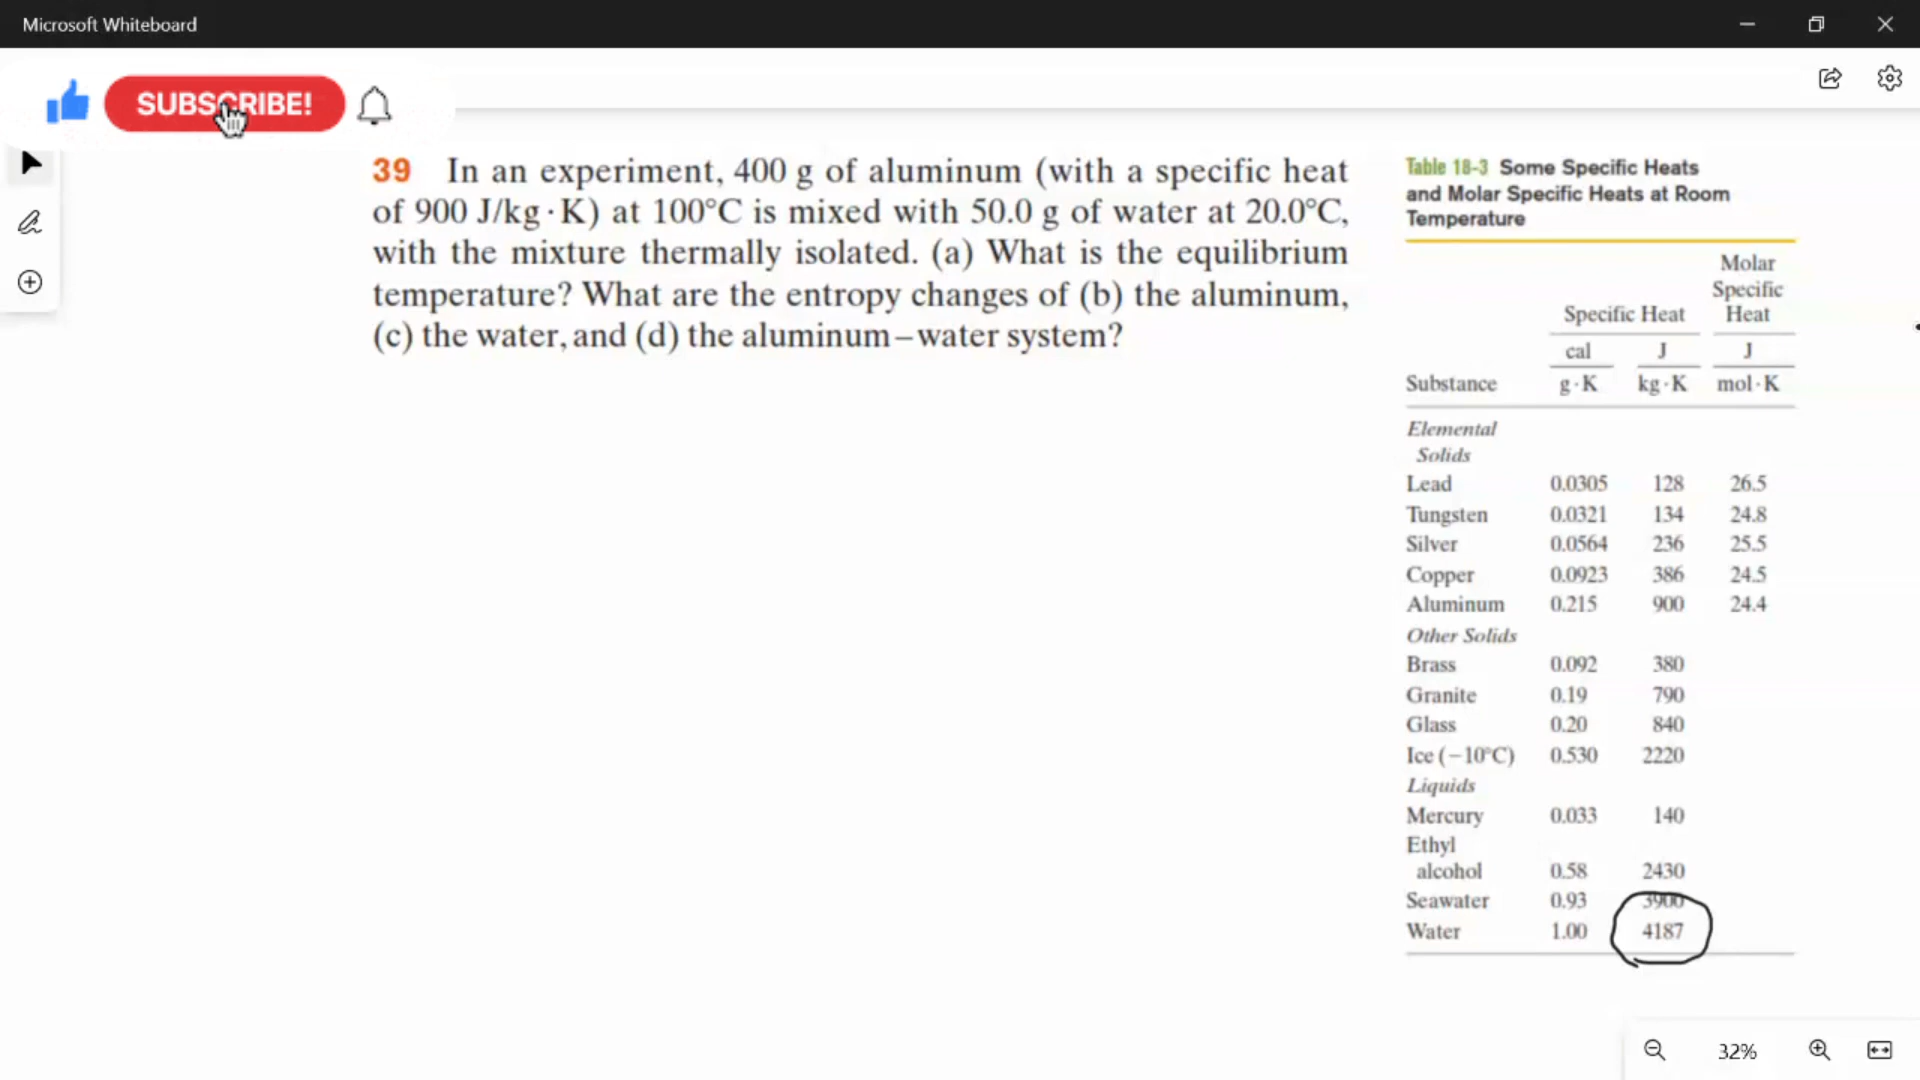 Microsoft Whiteboard
SUBSCRIBE!
39 In an experiment, 400 g of aluminum (with a specific heat
of 900 J/kg · K) at 100°C is mixed with 50.0 g of water at 20.0°C,
with the mixture thermally isolated. (a) What is the equilibrium
temperature? What are the entropy changes of (b) the aluminum,
(c) the water, and (d) the aluminum–water system?
Table 18-3 Some Specific Heats
and Molar Specific Heats at Room
Temperature
Molar
Specific
Specific Heat Heat
cal J J
Substance g · K kg · K mol · K
Elemental
Solids
Lead 0.0305 128 26.5
Tungsten 0.0321 134 24.8
Silver 0.0564 236 25.5
Copper 0.0923 386 24.5
Aluminum 0.215 900 24.4
Other Solids
Brass 0.092 380
Granite 0.19 790
Glass 0.20 840
Ice (−10°C) 0.530 2220
Liquids
Mercury 0.033 140
Ethyl
alcohol 0.58 2430
Seawater 0.93 3900
Water 1.00 4187
32%